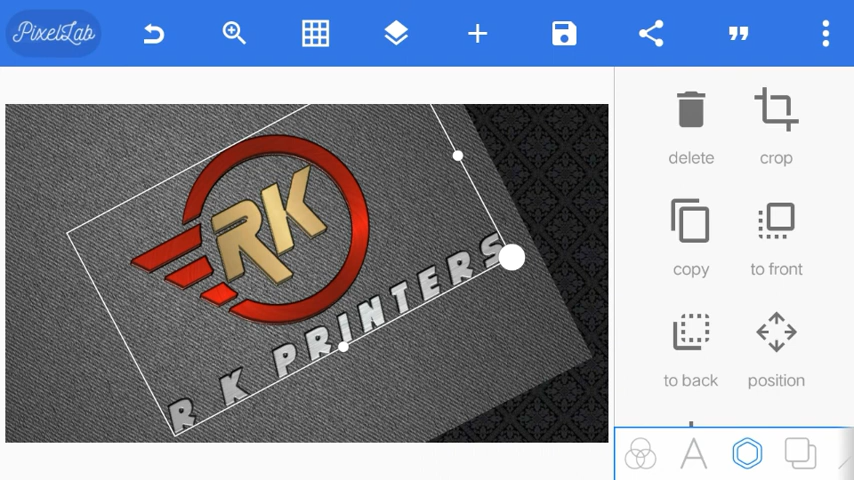 PixelLab
RK
R K PRINTERS
delete
crop
copy
to front
to back
position